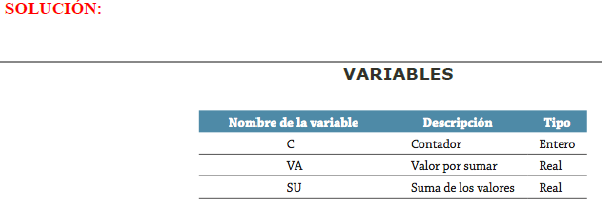 SOLUCIÓN:
VARIABLES
Nombre de la variable Descripción Tipo
C Contador Entero
VA Valor por sumar Real
SU Suma de los valores Real